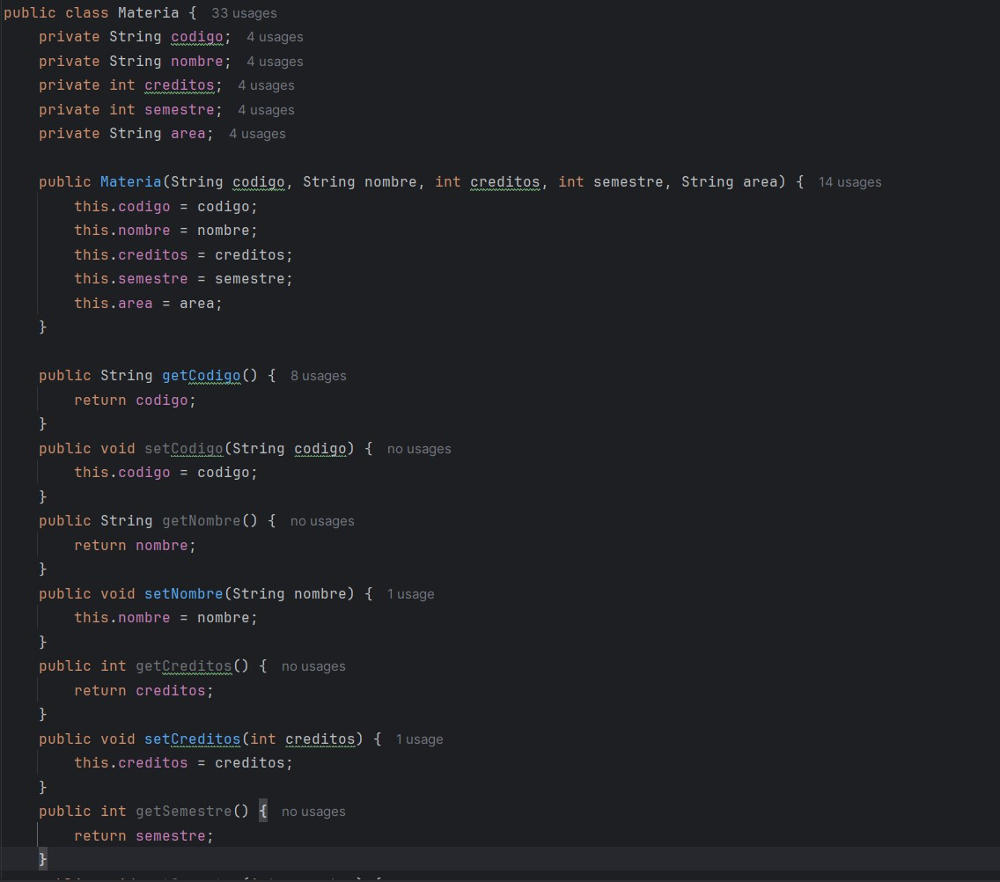 public class Materia {  33 usages
    private String codigo;  4 usages
    private String nombre;  4 usages
    private int creditos;  4 usages
    private int semestre;  4 usages
    private String area;  4 usages

    public Materia(String codigo, String nombre, int creditos, int semestre, String area) {  14 usages
        this.codigo = codigo;
        this.nombre = nombre;
        this.creditos = creditos;
        this.semestre = semestre;
        this.area = area;
    }

    public String getCodigo() {  8 usages
        return codigo;
    }
    public void setCodigo(String codigo) {  no usages
        this.codigo = codigo;
    }
    public String getNombre() {  no usages
        return nombre;
    }
    public void setNombre(String nombre) {  1 usage
        this.nombre = nombre;
    }
    public int getCreditos() {  no usages
        return creditos;
    }
    public void setCreditos(int creditos) {  1 usage
        this.creditos = creditos;
    }
    public int getSemestre() {  no usages
        return semestre;
    }